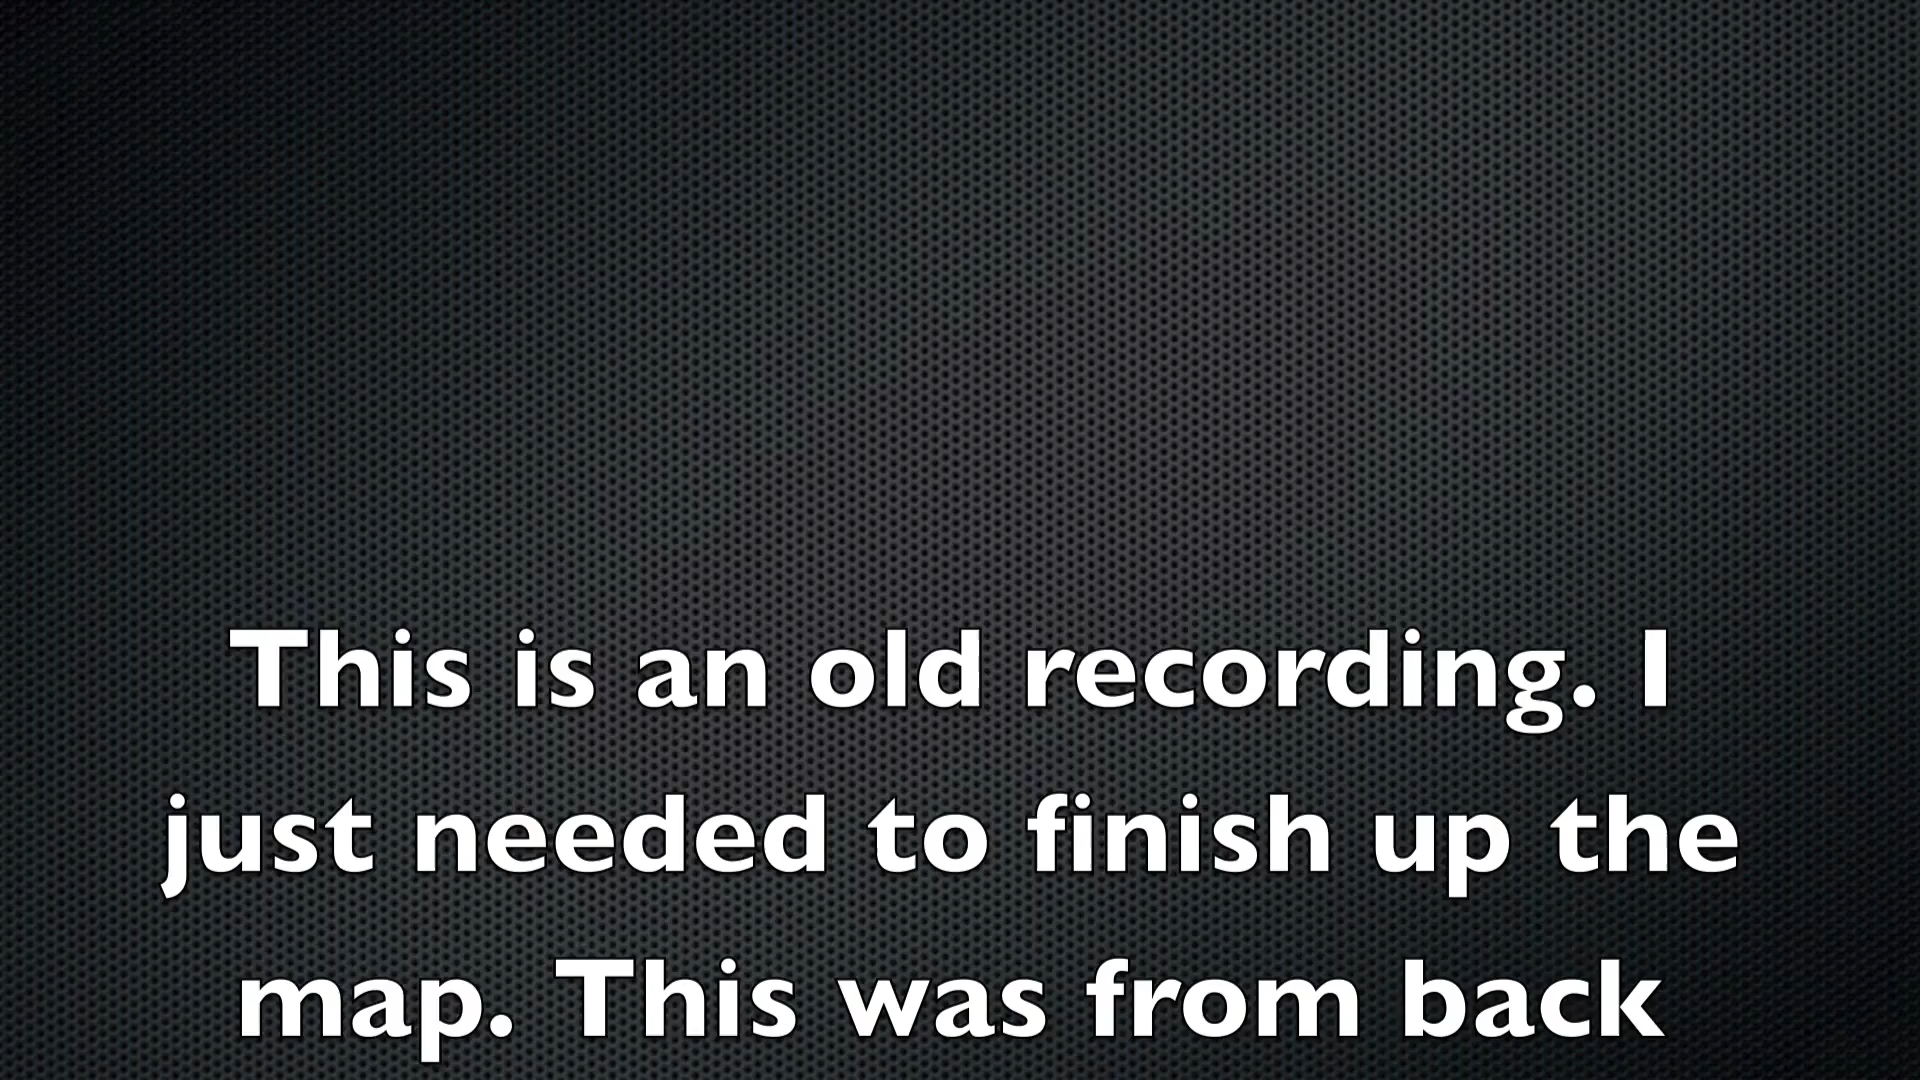 This is an old recording. I
just needed to finish up the
map. This was from back